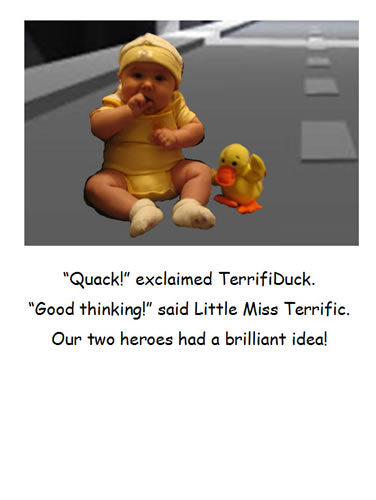 “Quack!” exclaimed TerrifiDuck.
“Good thinking!” said Little Miss Terrific.
Our two heroes had a brilliant idea!